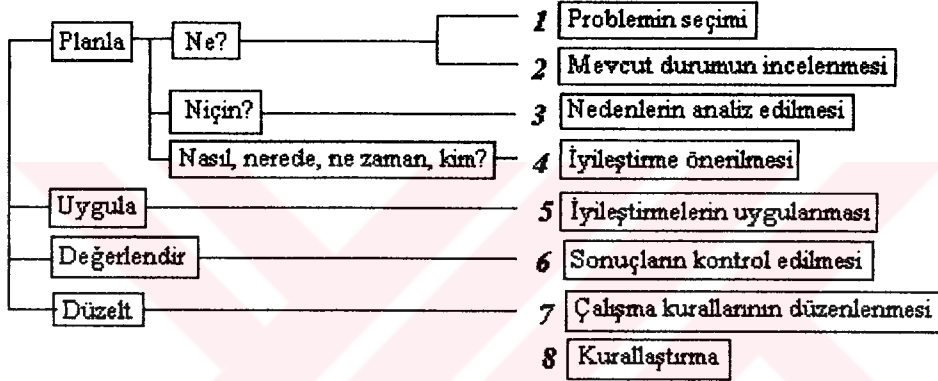 Planla Ne? 1 Problemin seçimi
2 Mevcut durumun incelenmesi
Niçin? 3 Nedenlerin analiz edilmesi
Nasıl, nerede, ne zaman, kim? 4 İyileştirme önerilmesi
Uygula 5 İyileştirmelerin uygulanması
Değerlendir 6 Sonuçların kontrol edilmesi
Düzelt 7 Çalışma kurallarının düzenlenmesi
8 Kurallaştırma